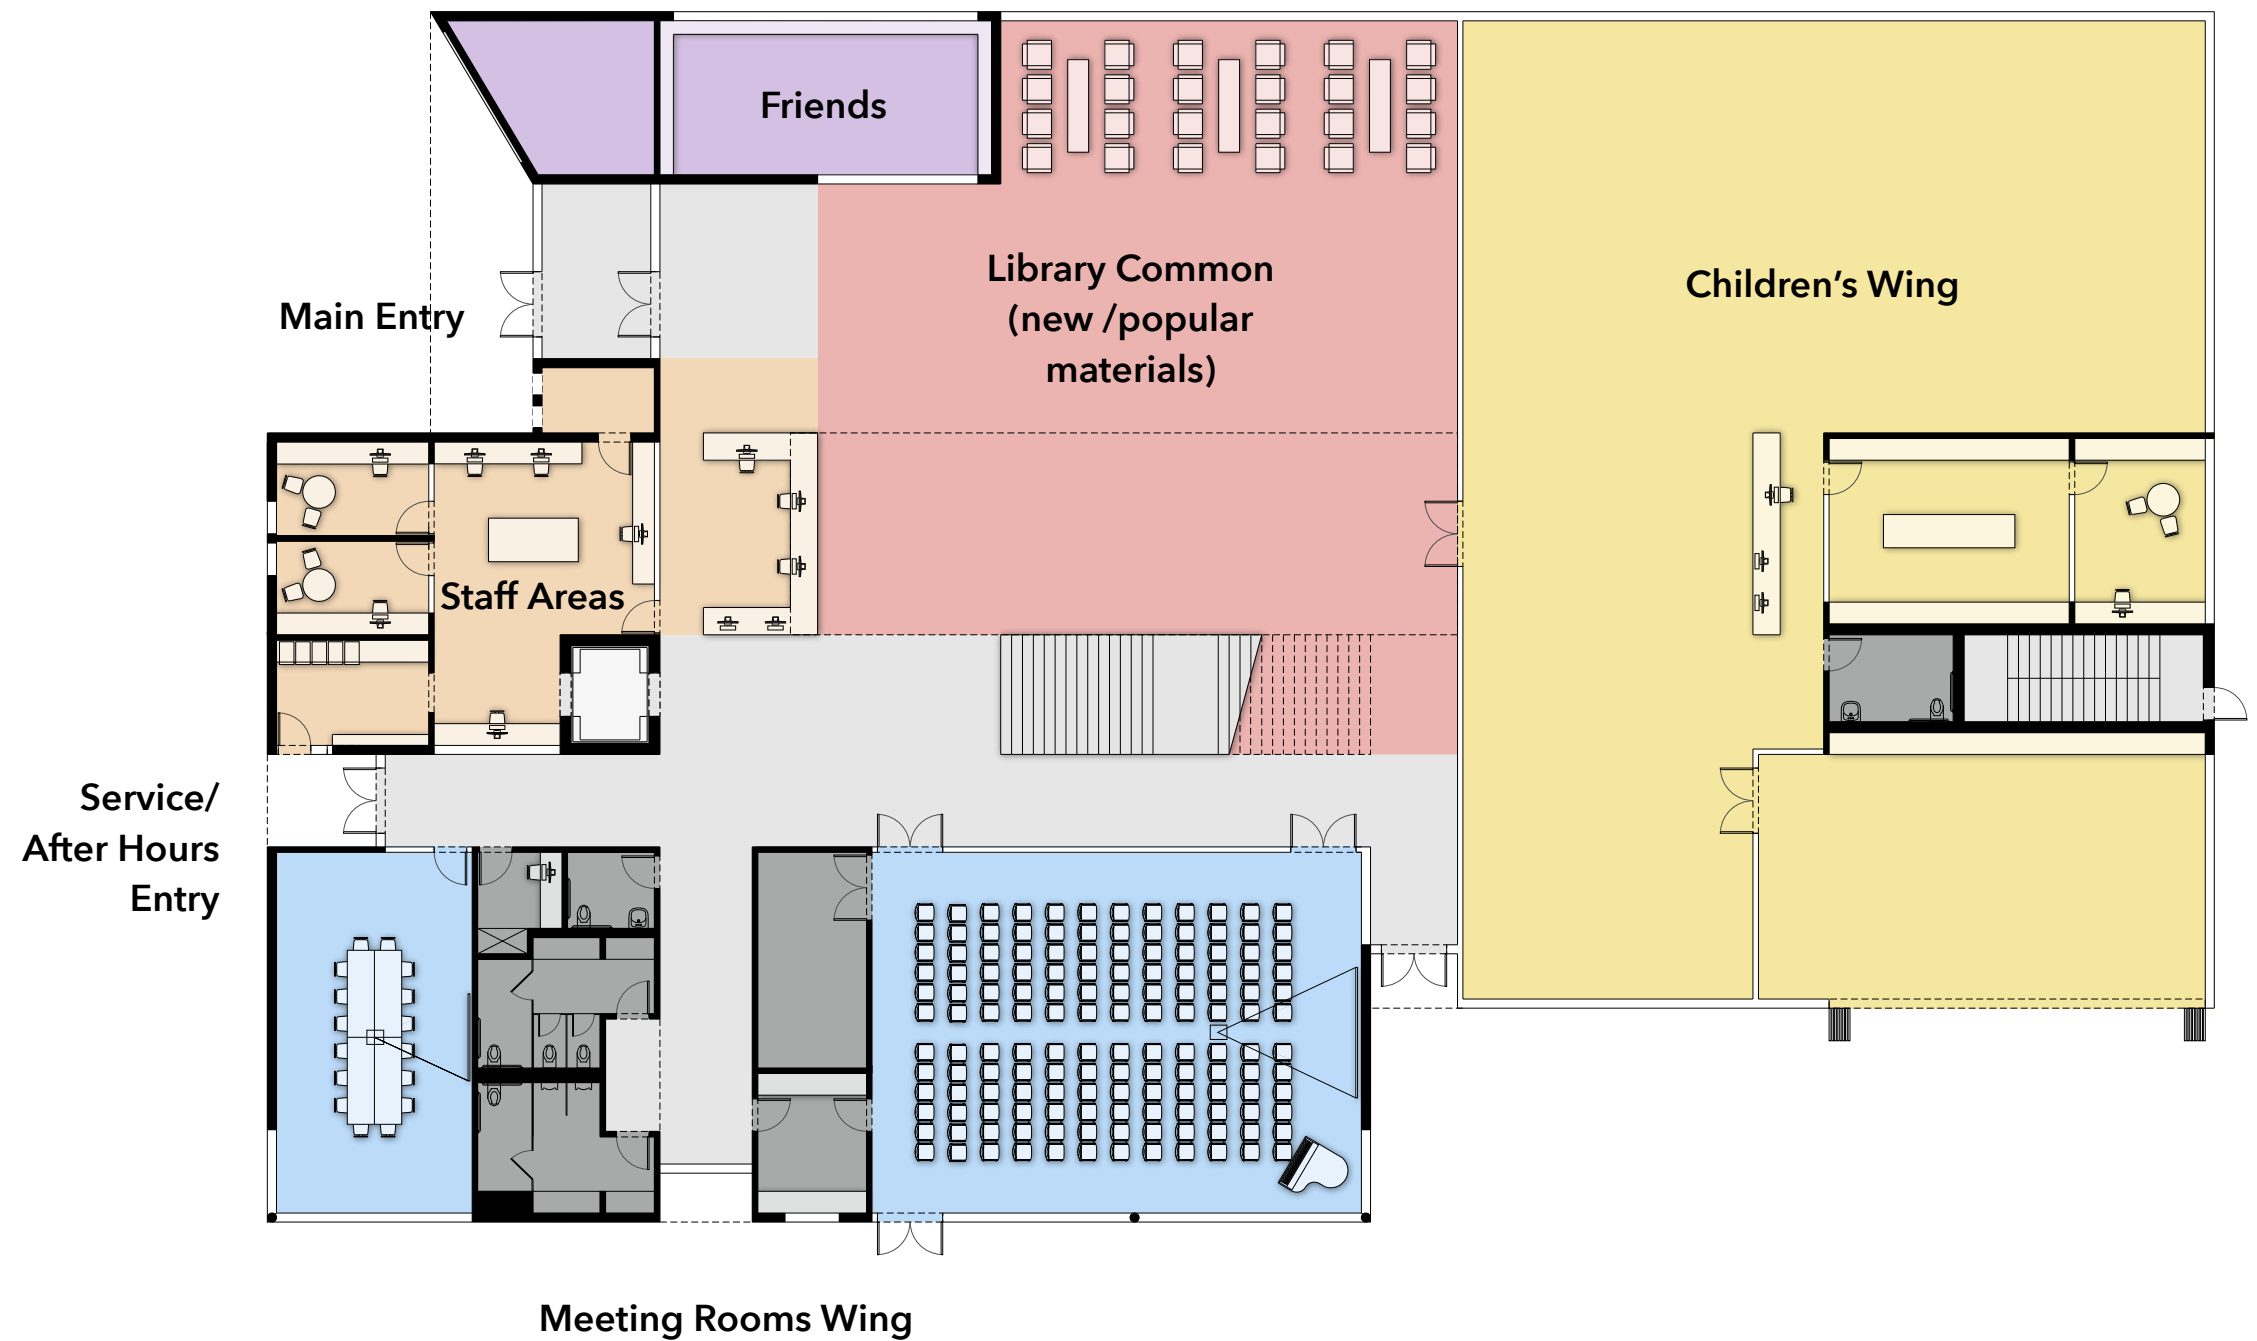 Friends
Library Common
(new /popular
materials)
Children’s Wing
Main Entry
Staff Areas
Service/
After Hours
Entry
Meeting Rooms Wing